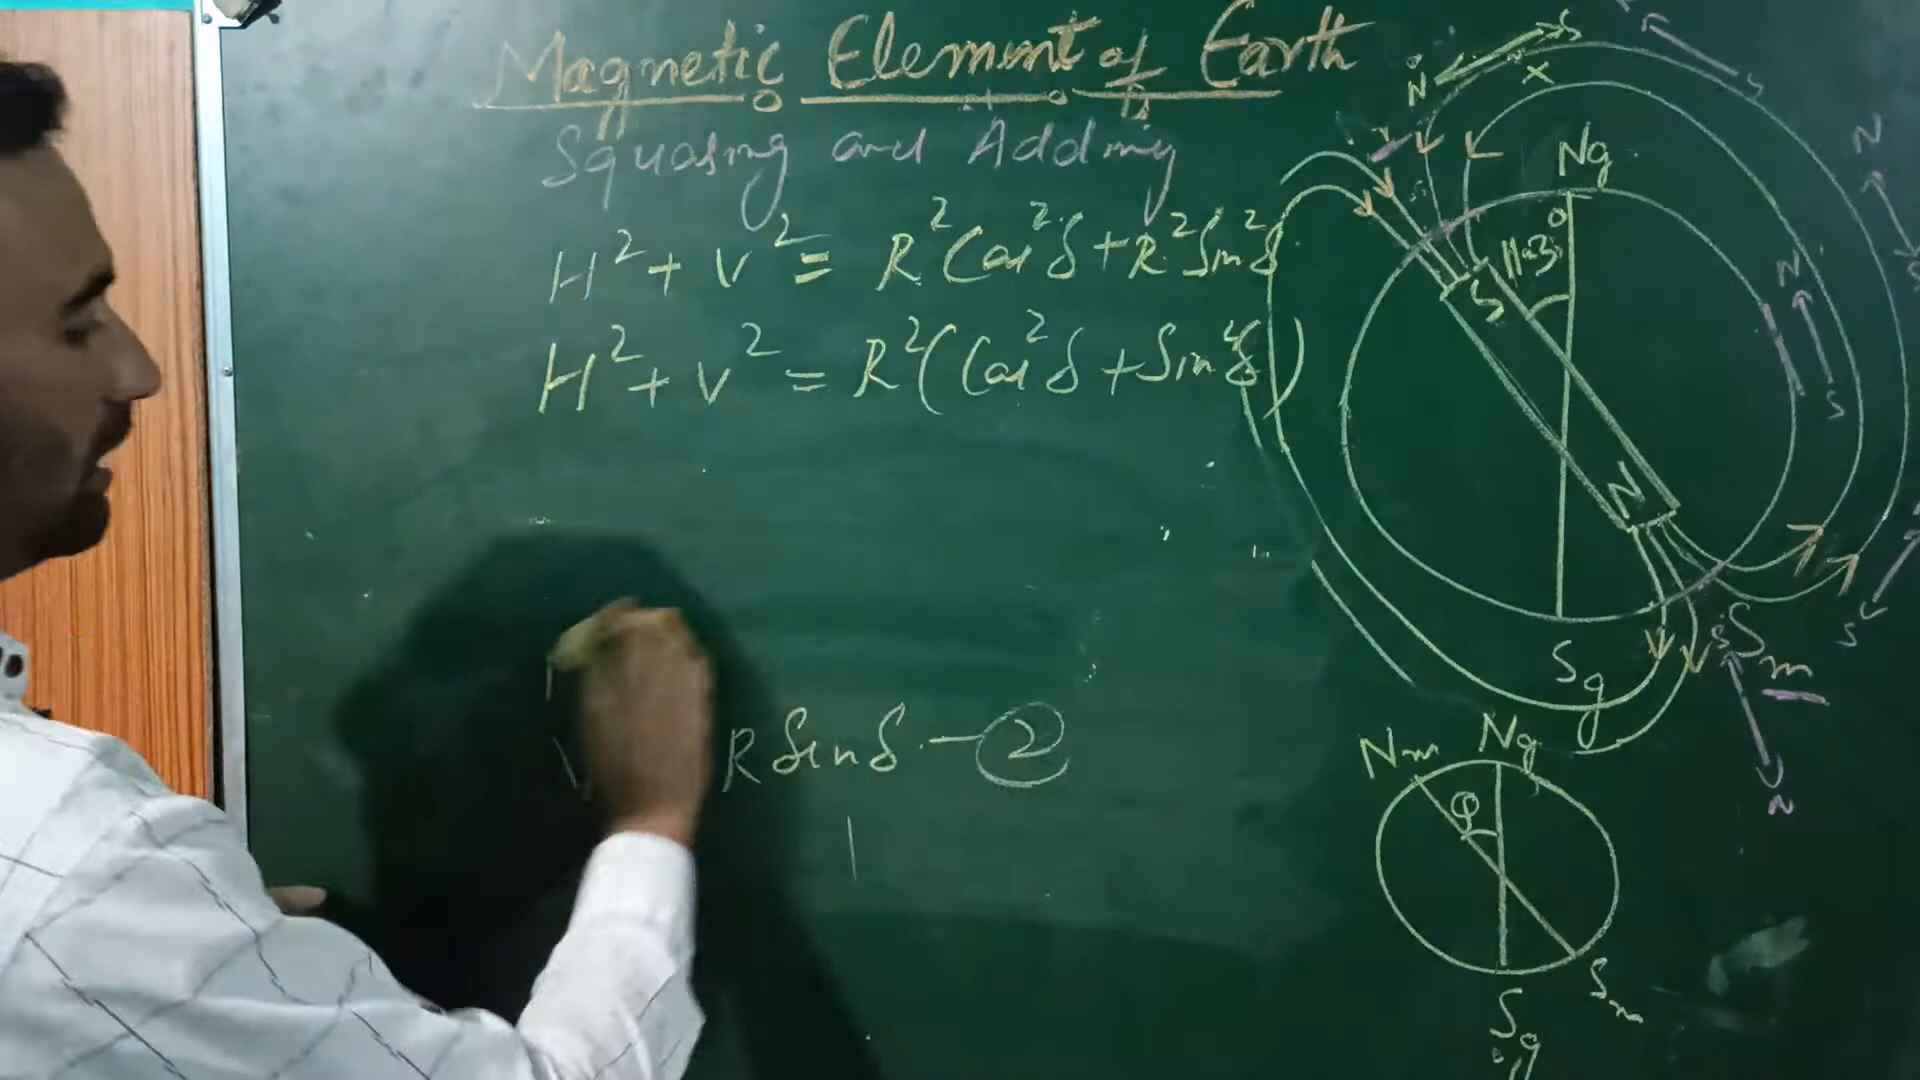 Magnetic Element of Earth
Squaring and Adding
H² + V² = R² Cos²δ + R² Sin²δ
H² + V² = R² (Cos²δ + Sin²δ)
R Sin δ - ②
N S
S
Ng
11.3°
S
N
N S
N
Sg
Sm
N
S
Nm Ng
φ
Sm
Sg